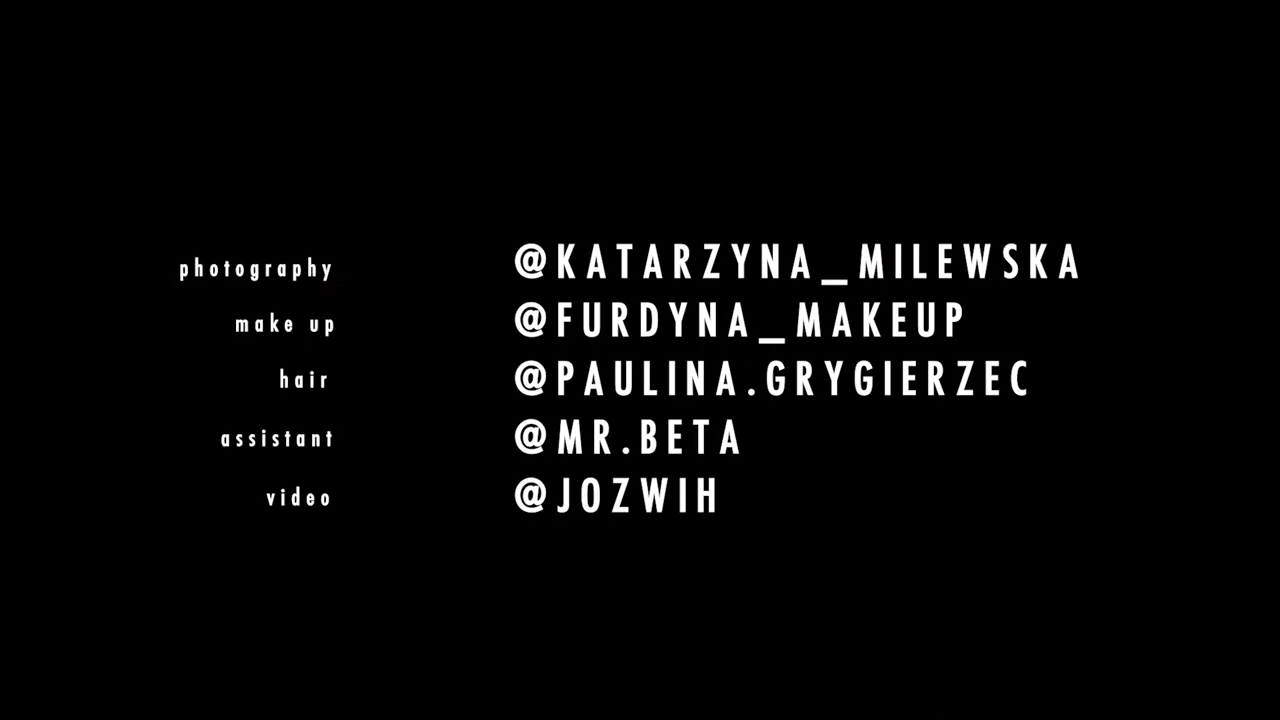 photography @KATARZYNA_MILEWSKA
make up @FURDYNA_MAKEUP
hair @PAULINA.GRYGIERZEC
assistant @MR.BETA
video @JOZWIH